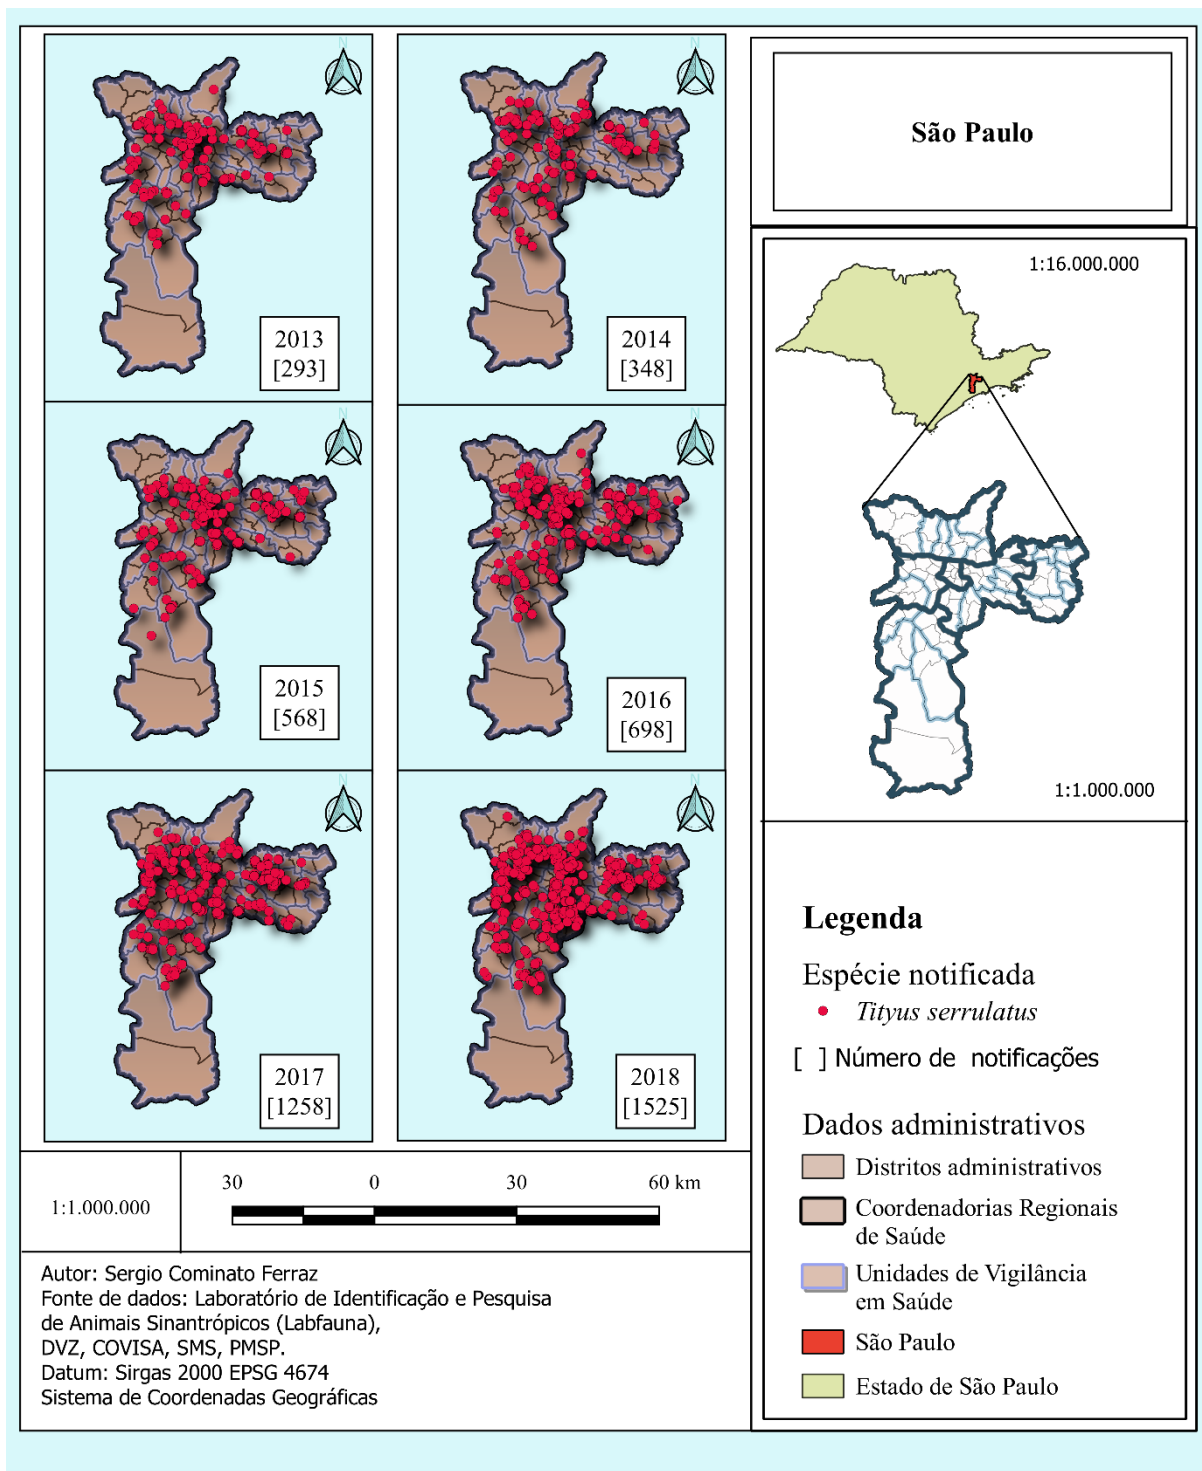 N
N
2013
[293]
2014
[348]
N
N
2015
[568]
2016
[698]
N
N
2017
[1258]
2018
[1525]
30 0 30 60 km
1:1.000.000
Autor: Sergio Cominato Ferraz
Fonte de dados: Laboratório de Identificação e Pesquisa
de Animais Sinantrópicos (Labfauna),
DVZ, COVISA, SMS, PMSP.
Datum: Sirgas 2000 EPSG 4674
Sistema de Coordenadas Geográficas
São Paulo
1:16.000.000
1:1.000.000
Legenda
Espécie notificada
Tityus serrulatus
[ ] Número de notificações
Dados administrativos
Distritos administrativos
Coordenadorias Regionais
de Saúde
Unidades de Vigilância
em Saúde
São Paulo
Estado de São Paulo